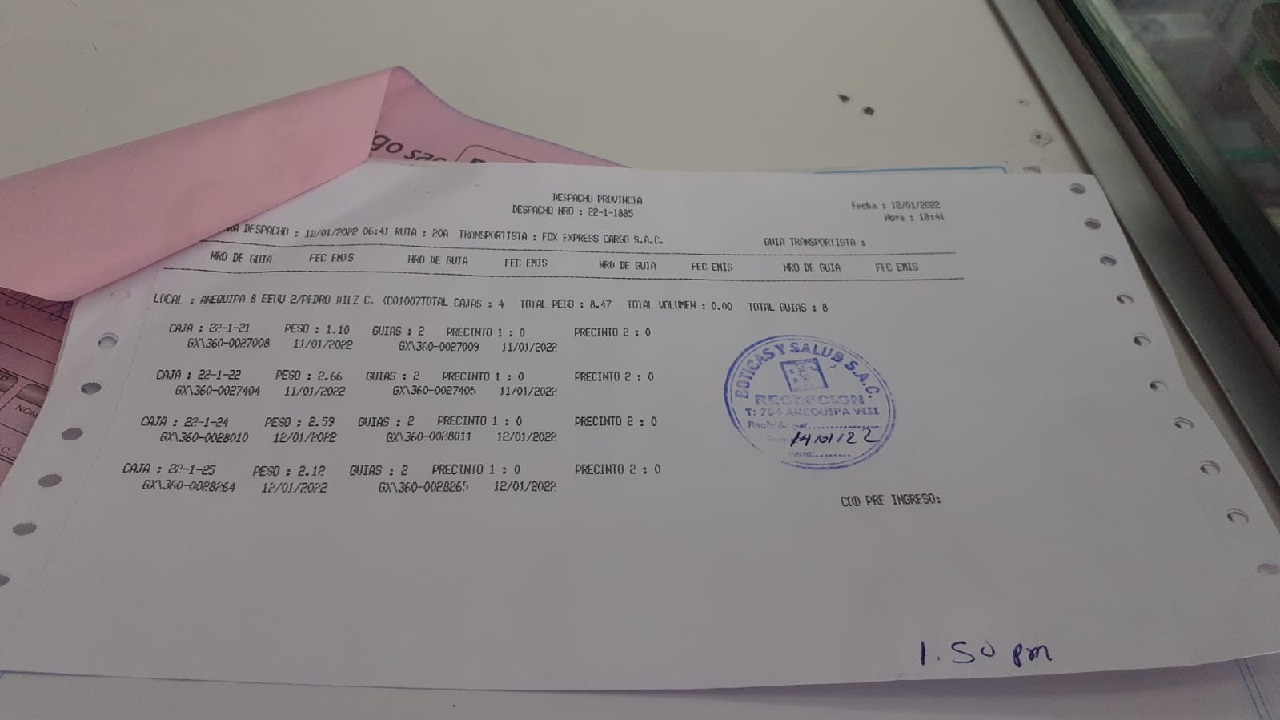 go sac
DESPACHO PROVINCIA
DESPACHO NRO : 22-1-1885
Fecha : 12/01/2022
Hora : 18:41
RA DESPACHO : 12/01/2022 06:41 RUTA : 20A TRANSPORTISTA : FOX EXPRESS CARGO S.A.C.
GUIA TRANSPORTISTA :
NRO DE GUIA FEC EMIS NRO DE GUIA FEC EMIS NRO DE GUIA FEC EMIS NRO DE GUIA FEC EMIS
LOCAL : AREQUIPA 8 EEUU 2/PEDRO DIEZ C. TOTAL CAJAS : 4 TOTAL PESO : 8.47 TOTAL VOLUMEN : 0.00 TOTAL GUIAS : 8
CAJA : 22-1-21 PESO : 1.10 GUIAS : 2 PRECINTO 1 : 0 PRECINTO 2 : 0
GX\360-0027008 11/01/2022 GX\360-0027009 11/01/2022
CAJA : 22-1-22 PESO : 2.66 GUIAS : 2 PRECINTO 1 : 0 PRECINTO 2 : 0
GX\360-0027404 11/01/2022 GX\360-0027405 11/01/2022
CAJA : 22-1-24 PESO : 2.59 GUIAS : 2 PRECINTO 1 : 0 PRECINTO 2 : 0
GX\360-0028010 12/01/2022 GX\360-0028011 12/01/2022
CAJA : 22-1-25 PESO : 2.12 GUIAS : 2 PRECINTO 1 : 0 PRECINTO 2 : 0
GX\360-0028264 12/01/2022 GX\360-0028265 12/01/2022
BOTICAS Y SALUD, S.A.C.
RECEPCION
AREQUIPA VIII
Recibido por
14/01/22
COD PRE INGRESO:
1.50 pm